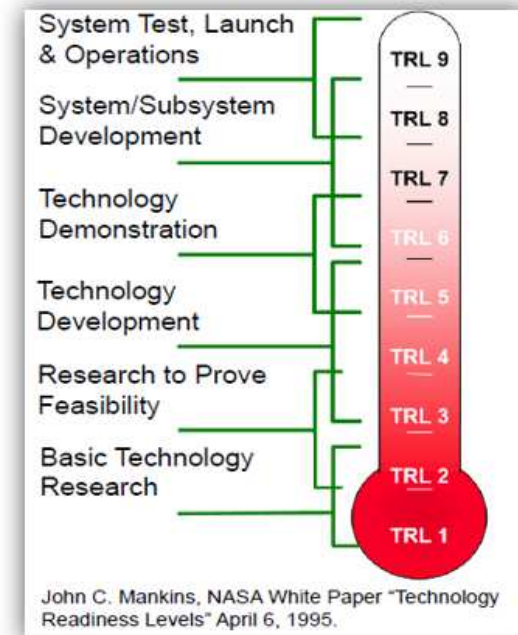 System Test, Launch
& Operations
System/Subsystem
Development
Technology
Demonstration
Technology
Development
Research to Prove
Feasibility
Basic Technology
Research
TRL 9
TRL 8
TRL 7
TRL 6
TRL 5
TRL 4
TRL 3
TRL 2
TRL 1
John C. Mankins, NASA White Paper “Technology
Readiness Levels” April 6, 1995.